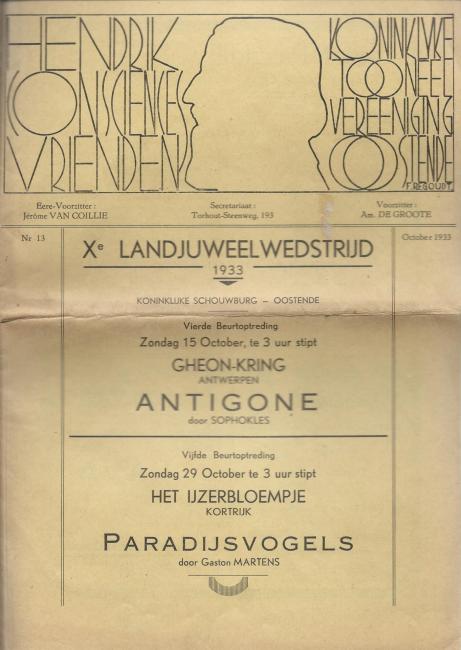 HENDRIK
CONSCIENCES
VRIENDEN
KONINKLIJKE
TOONEEL
VEREENIGING
OOSTENDE
F. REGOUDT
Eere-Voorzitter :
Jérôme VAN COILLIE
Secretariaat :
Torhout-Steenweg, 193
Voorzitter :
Am. DE GROOTE
Nr 13
October 1933
Xe LANDJUWEELWEDSTRIJD
1933
KONINKLIJKE SCHOUWBURG – OOSTENDE
Vierde Beurtoptreding
Zondag 15 October, te 3 uur stipt
GHEON-KRING
ANTWERPEN
ANTIGONE
door SOPHOKLES
Vijfde Beurtoptreding
Zondag 29 October te 3 uur stipt
HET IJZERBLOEMPJE
KORTRIJK
PARADIJSVOGELS
door Gaston MARTENS